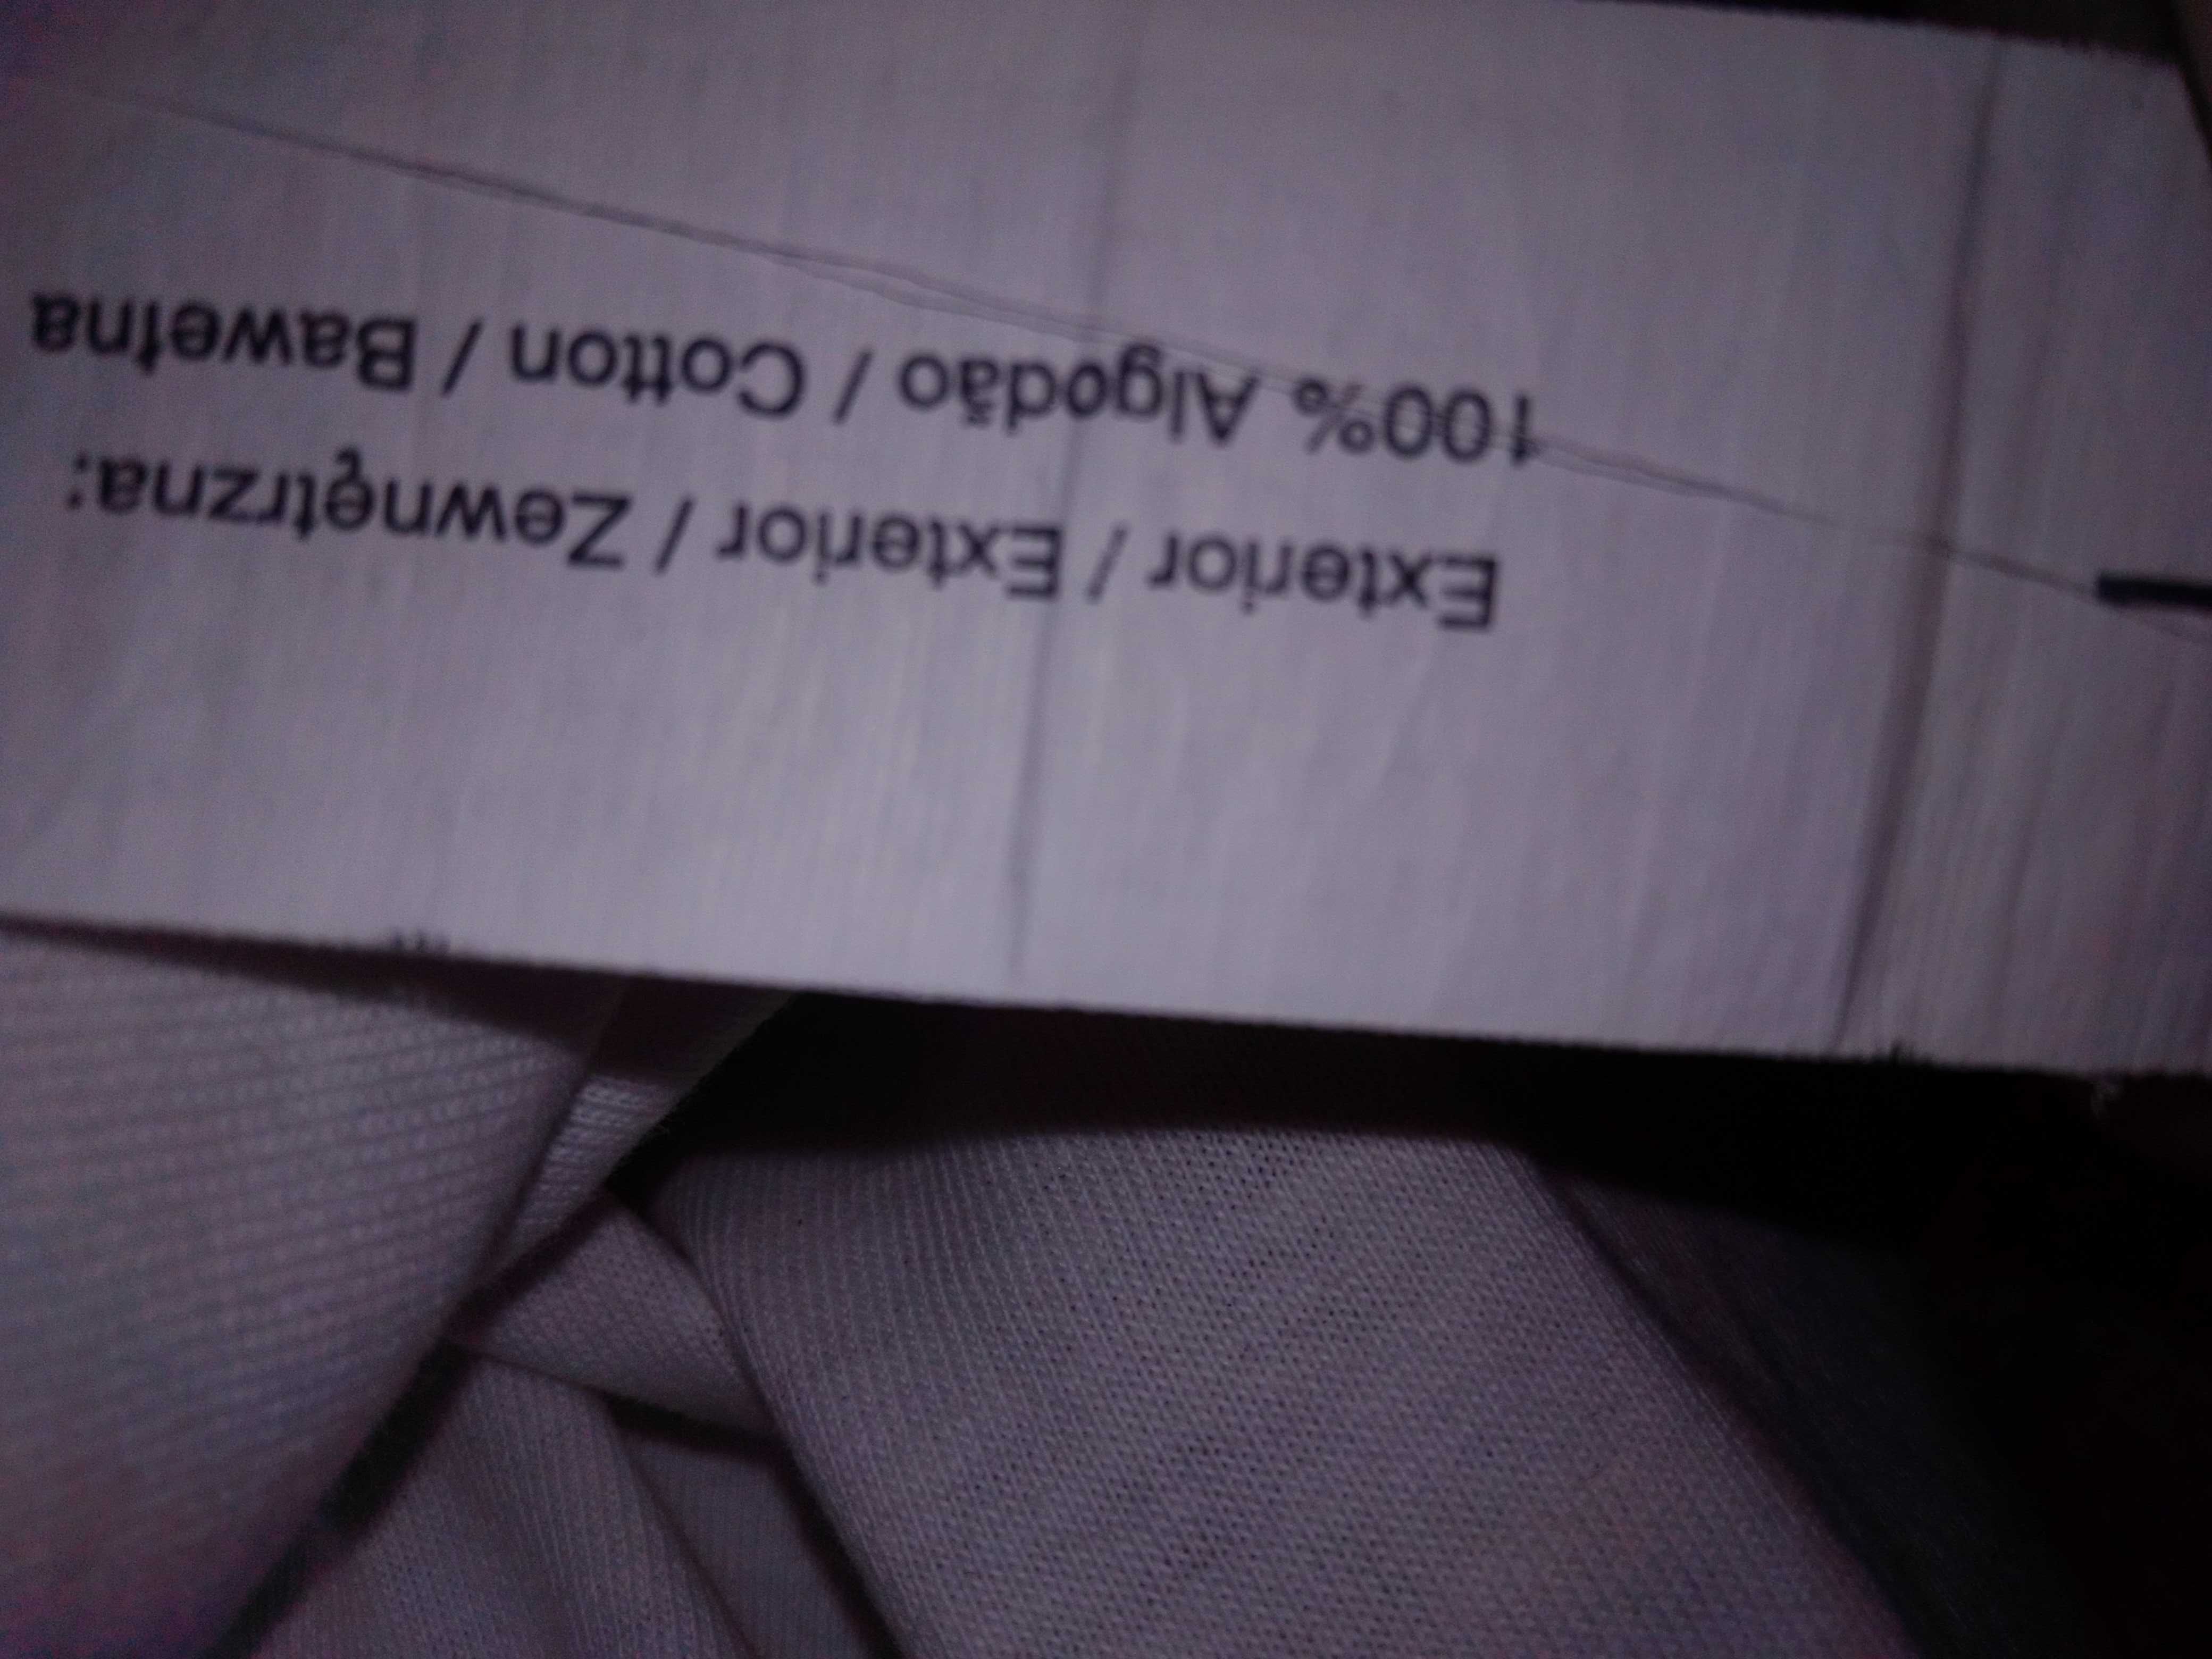 Exterior / Exterior / Zewnętrzna:
100% Algodão / Cotton / Bawełna